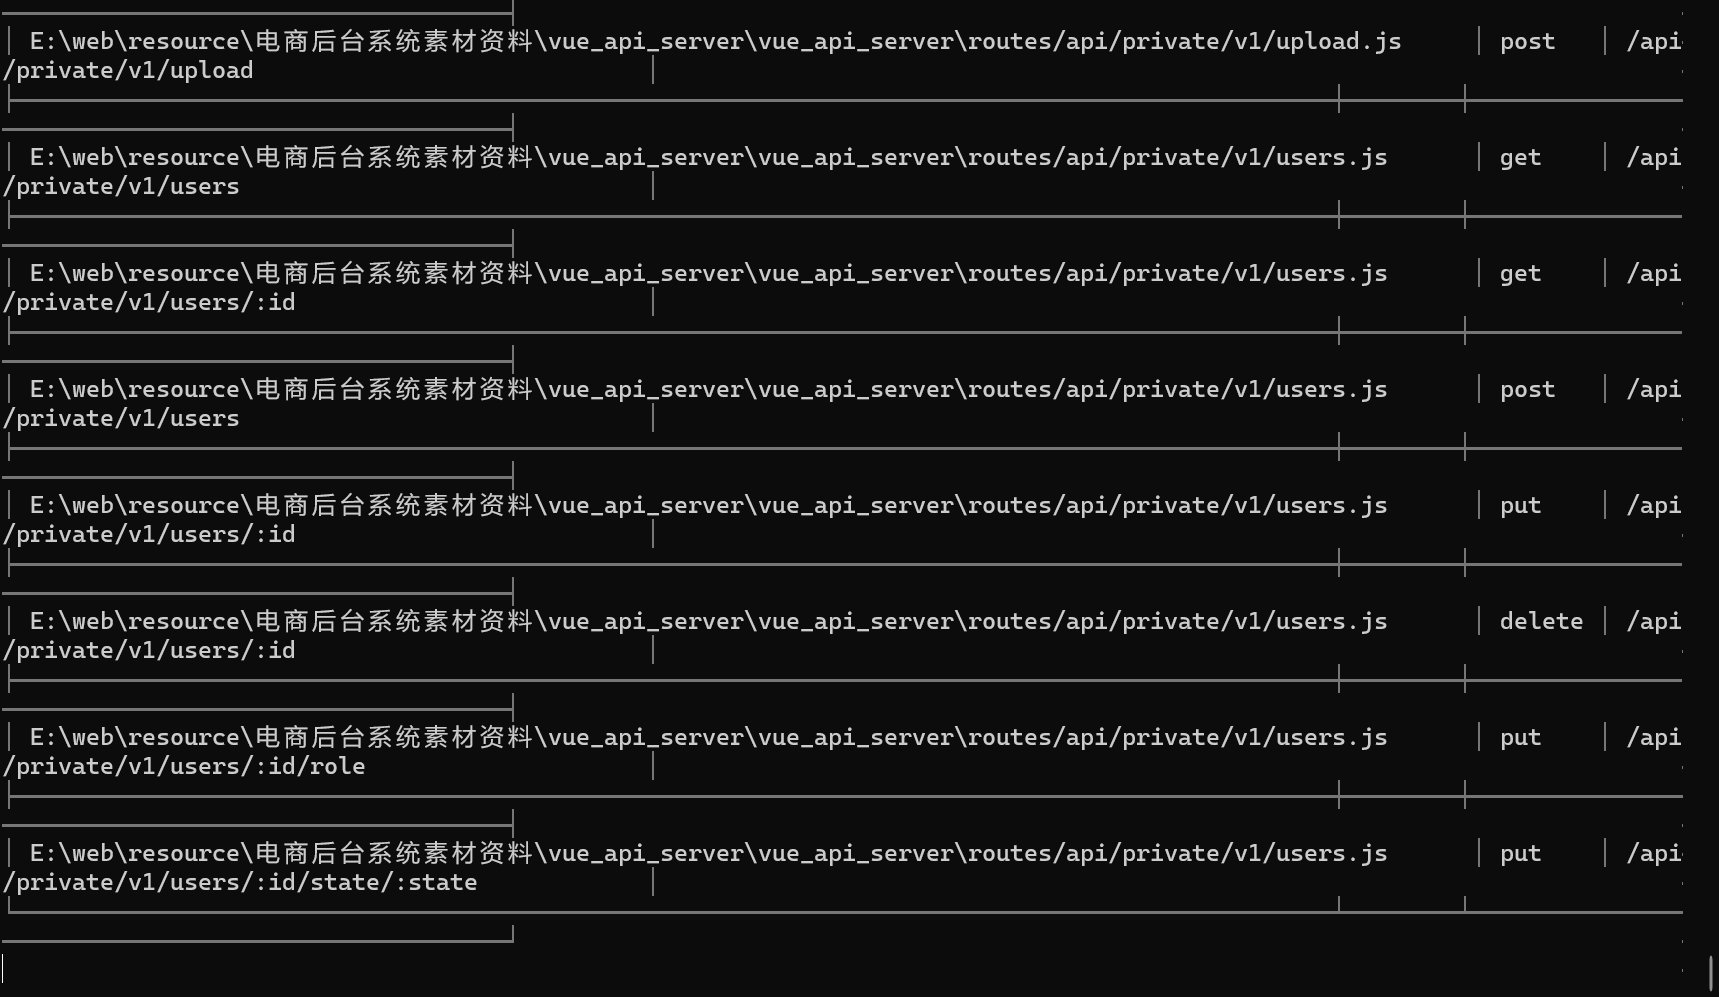 E:\web\resource\电商后台系统素材资料\vue_api_server\vue_api_server\routes/api/private/v1/upload.js │ post │ /api
/private/v1/upload
E:\web\resource\电商后台系统素材资料\vue_api_server\vue_api_server\routes/api/private/v1/users.js │ get │ /api
/private/v1/users
E:\web\resource\电商后台系统素材资料\vue_api_server\vue_api_server\routes/api/private/v1/users.js │ get │ /api
/private/v1/users/:id
E:\web\resource\电商后台系统素材资料\vue_api_server\vue_api_server\routes/api/private/v1/users.js │ post │ /api
/private/v1/users
E:\web\resource\电商后台系统素材资料\vue_api_server\vue_api_server\routes/api/private/v1/users.js │ put │ /api
/private/v1/users/:id
E:\web\resource\电商后台系统素材资料\vue_api_server\vue_api_server\routes/api/private/v1/users.js │ delete │ /api
/private/v1/users/:id
E:\web\resource\电商后台系统素材资料\vue_api_server\vue_api_server\routes/api/private/v1/users.js │ put │ /api
/private/v1/users/:id/role
E:\web\resource\电商后台系统素材资料\vue_api_server\vue_api_server\routes/api/private/v1/users.js │ put │ /api
/private/v1/users/:id/state/:state